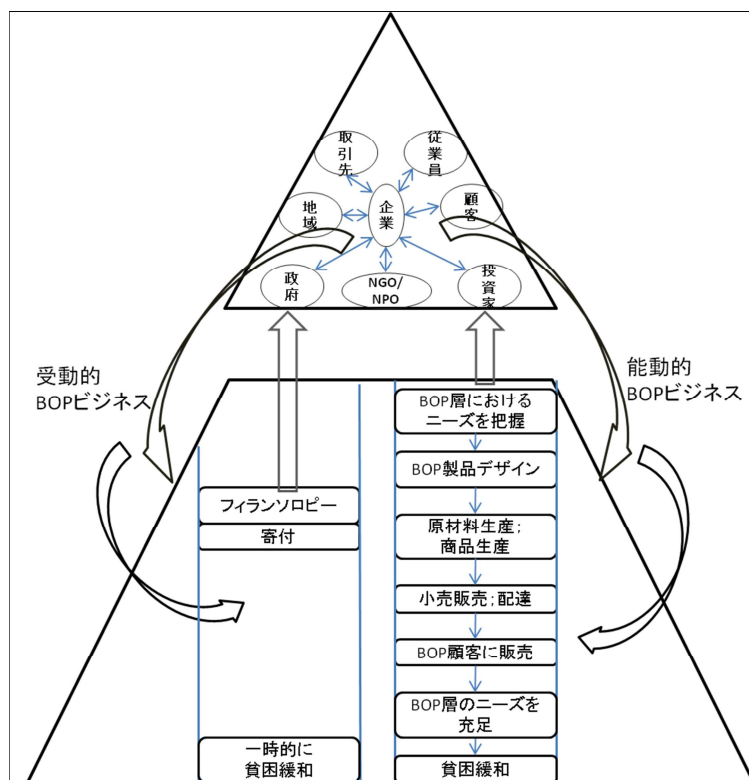 取引先
従業員
地域
企業
顧客
政府
NGO/
NPO
投資家
受動的
BOPビジネス
能動的
BOPビジネス
フィランソロピー
寄付
一時的に
貧困緩和
BOP層における
ニーズを把握
BOP製品デザイン
原材料生産;
商品生産
小売販売;配達
BOP顧客に販売
BOP層のニーズを
充足
貧困緩和